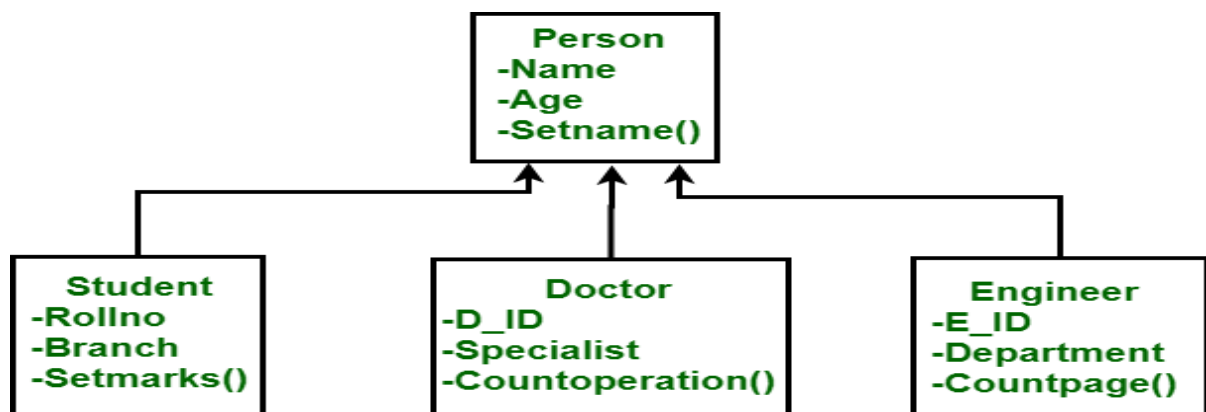 Person
-Name
-Age
-Setname()
Student
-Rollno
-Branch
-Setmarks()
Doctor
-D_ID
-Specialist
-Countoperation()
Engineer
-E_ID
-Department
-Countpage()